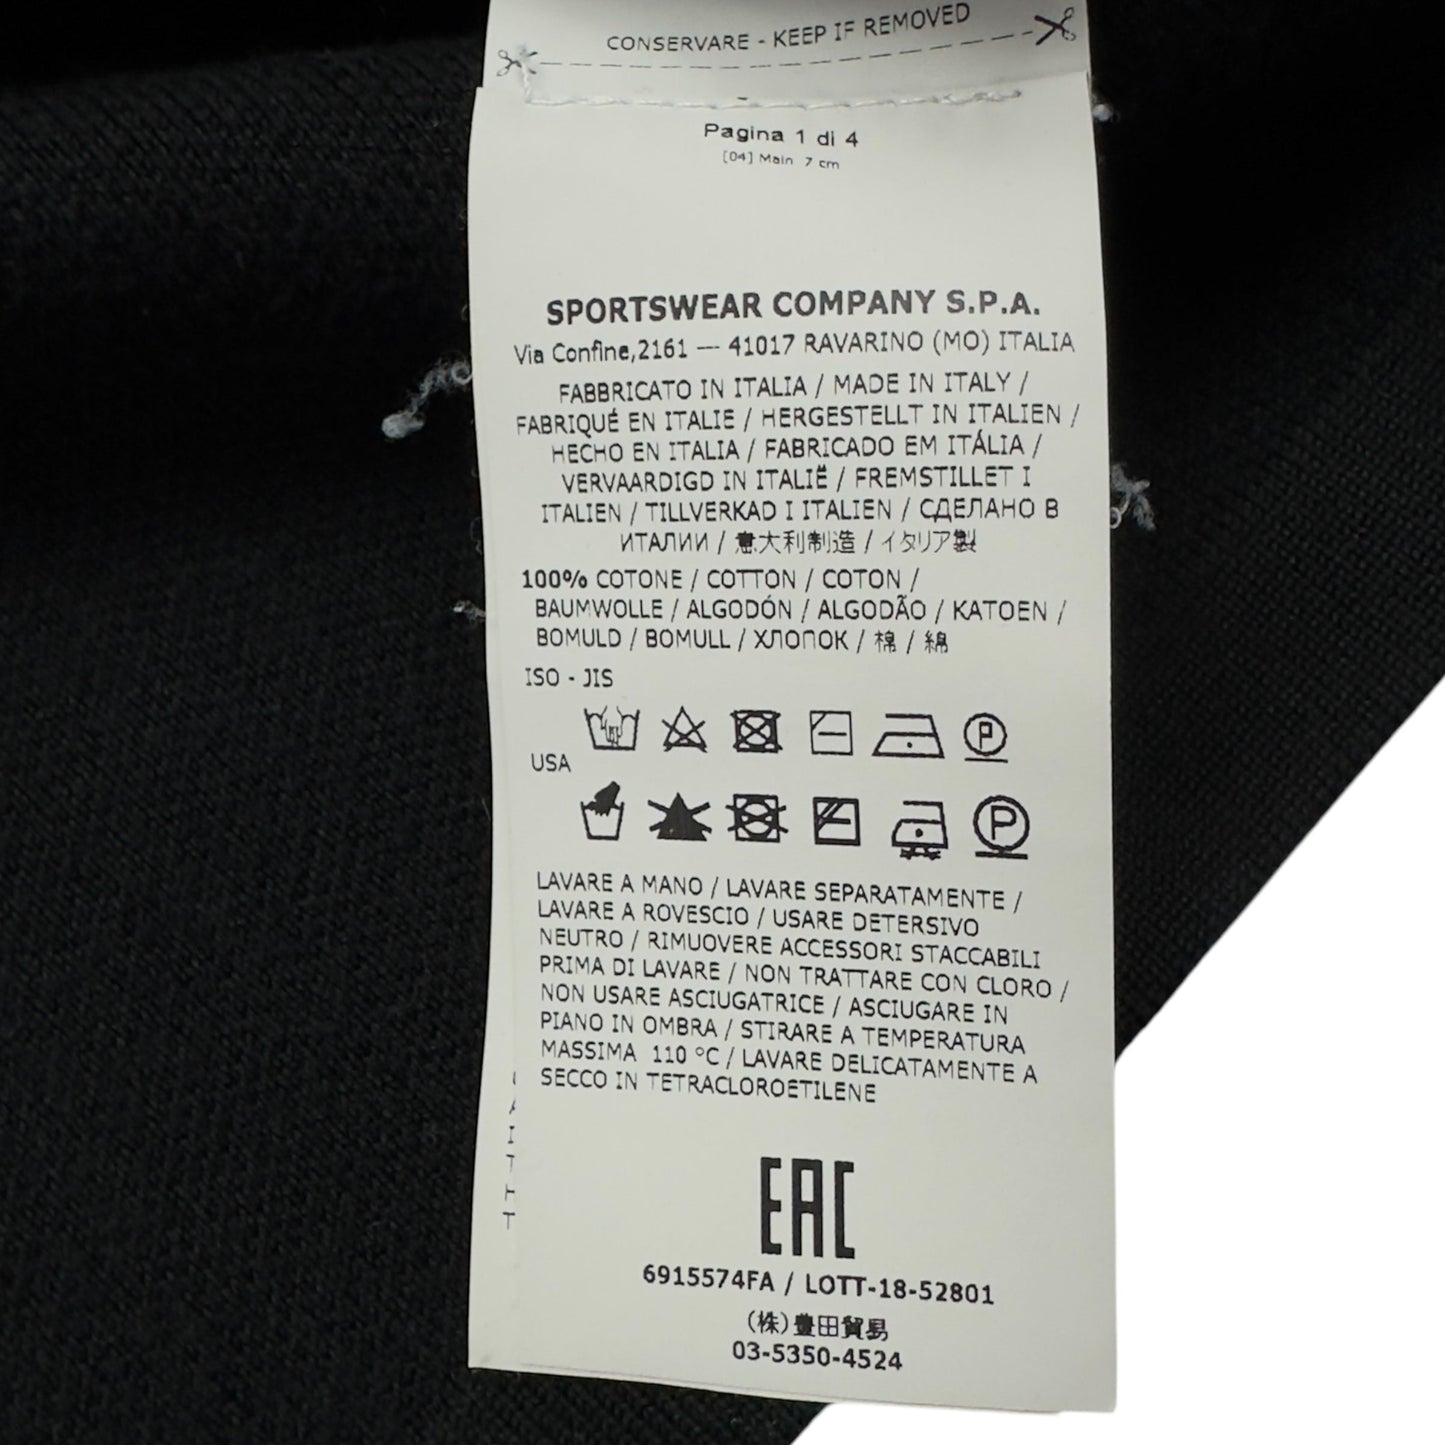 CONSERVARE - KEEP IF REMOVED
Pagina 1 di 4
[04] Main 7 cm
SPORTSWEAR COMPANY S.P.A.
Via Confine,2161 — 41017 RAVARINO (MO) ITALIA
FABBRICATO IN ITALIA / MADE IN ITALY /
FABRIQUÉ EN ITALIE / HERGESTELLT IN ITALIEN /
HECHO EN ITALIA / FABRICADO EM ITÁLIA /
VERVAARDIGD IN ITALIË / FREMSTILLET I
ITALIEN / TILLVERKAD I ITALIEN / СДЕЛАНО В
ИТАЛИИ / 意大利制造 / イタリア製
100% COTONE / COTTON / COTON /
BAUMWOLLE / ALGODÓN / ALGODÃO / KATOEN /
BOMULD / BOMULL / ХЛОПОК / 棉 / 綿
ISO - JIS
P
USA
P
LAVARE A MANO / LAVARE SEPARATAMENTE /
LAVARE A ROVESCIO / USARE DETERSIVO
NEUTRO / RIMUOVERE ACCESSORI STACCABILI
PRIMA DI LAVARE / NON TRATTARE CON CLORO /
NON USARE ASCIUGATRICE / ASCIUGARE IN
PIANO IN OMBRA / STIRARE A TEMPERATURA
MASSIMA 110 °C / LAVARE DELICATAMENTE A
SECCO IN TETRACLOROETILENE
EAC
6915574FA / LOTT-18-52801
(株)豊田貿易
03-5350-4524